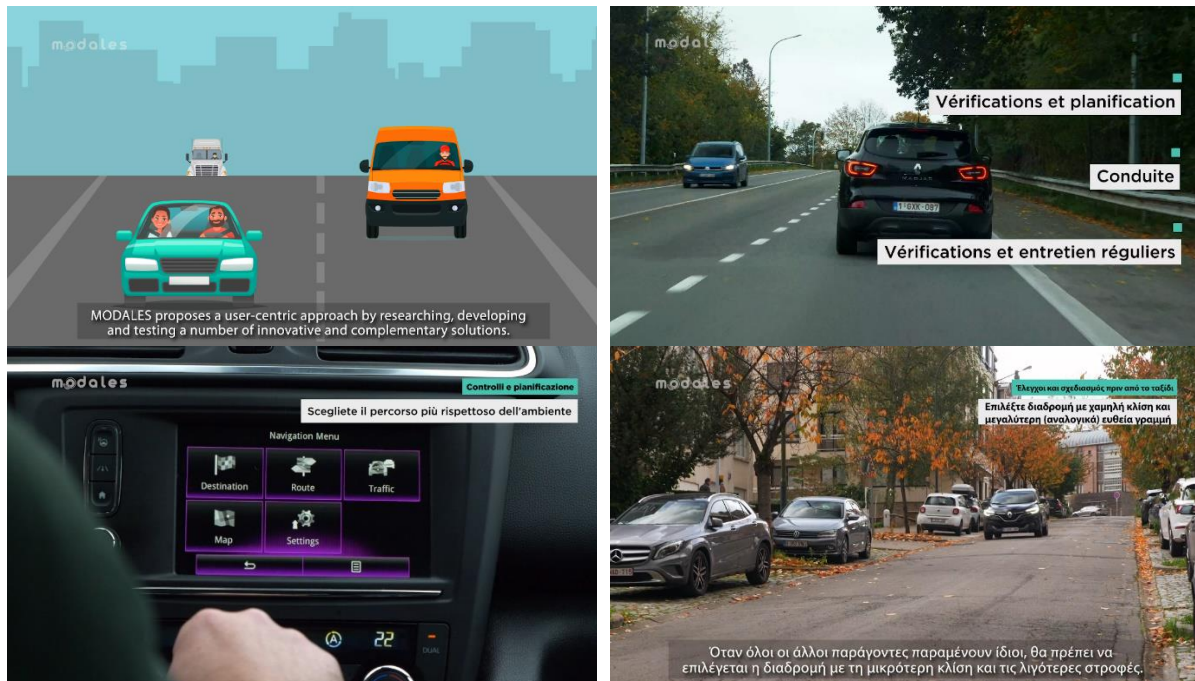 modales
MODALES proposes a user-centric approach by researching, developing
and testing a number of innovative and complementary solutions.
modales
Vérifications et planification
Conduite
Vérifications et entretien réguliers
1·DXK·087
modales
Controlli e pianificazione
Scegliete il percorso più rispettoso dell'ambiente
Navigation Menu
Destination
Route
Traffic
Map
Settings
22
DUAL
modales
Έλεγχοι και σχεδιασμός πριν από το ταξίδι
Επιλέξτε διαδρομή με χαμηλή κλίση και
μεγαλύτερη (αναλογικά) ευθεία γραμμή
Όταν όλοι οι άλλοι παράγοντες παραμένουν ίδιοι, θα πρέπει να
επιλέγεται η διαδρομή με τη μικρότερη κλίση και τις λιγότερες στροφές.